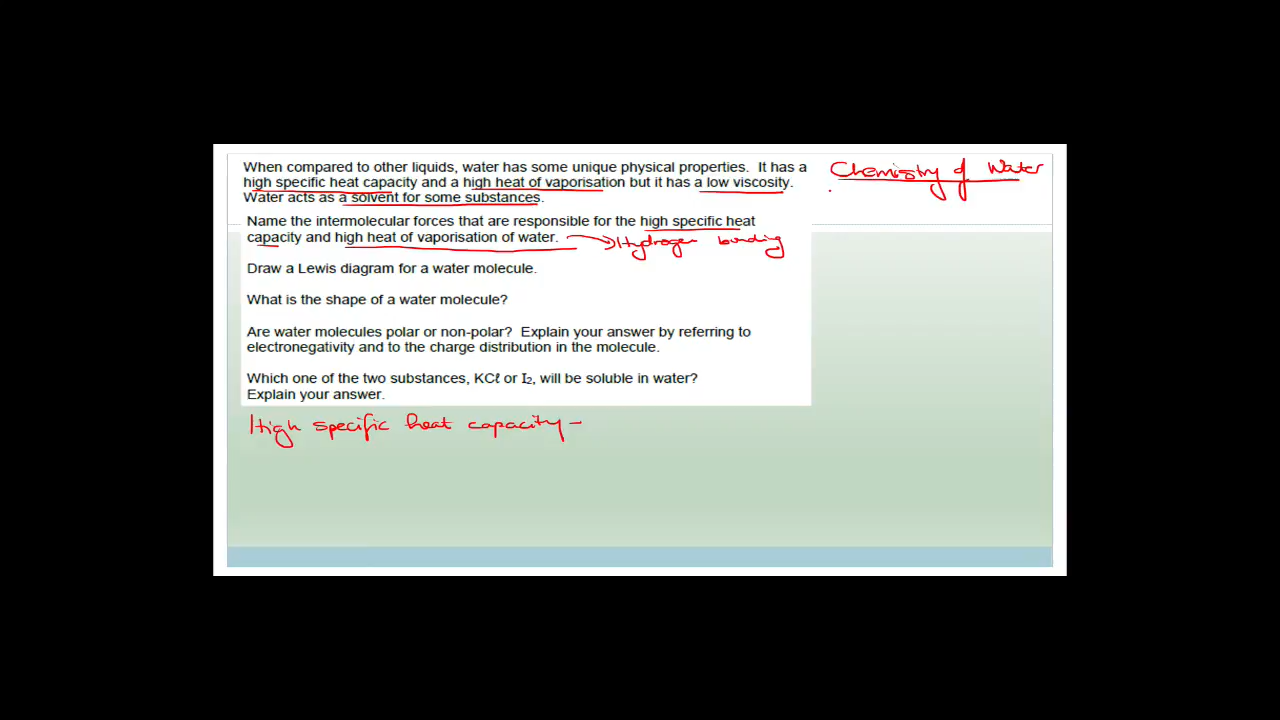 When compared to other liquids, water has some unique physical properties. It has a
high specific heat capacity and a high heat of vaporisation but it has a low viscosity.
Water acts as a solvent for some substances.
Chemistry of Water
Name the intermolecular forces that are responsible for the high specific heat
capacity and high heat of vaporisation of water.
Hydrogen bonding
Draw a Lewis diagram for a water molecule.
What is the shape of a water molecule?
Are water molecules polar or non-polar? Explain your answer by referring to
electronegativity and to the charge distribution in the molecule.
Which one of the two substances, KCℓ or I₂, will be soluble in water?
Explain your answer.
High specific heat capacity –